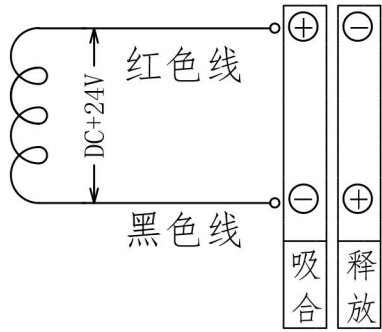 红色线
DC+24V
黑色线
+
-
吸合
-
+
释放